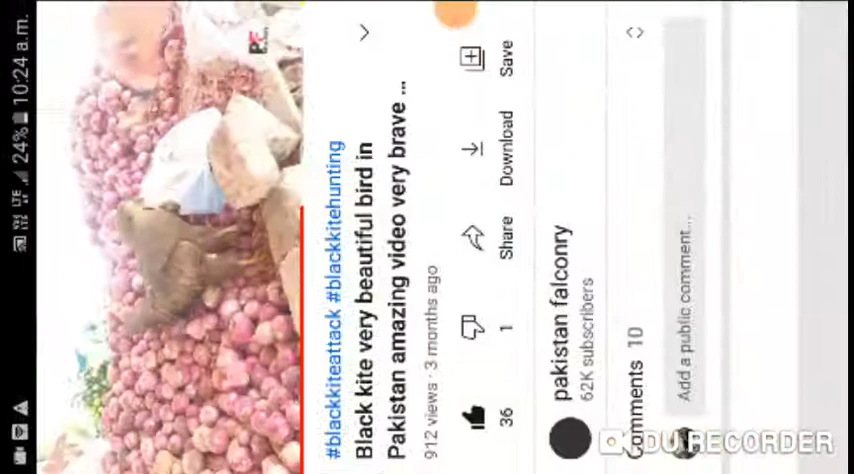 24% 10:24 a.m.
LTE
#blackkiteattack #blackkitehunting
Black kite very beautiful bird in
Pakistan amazing video very brave ...
912 views · 3 months ago
36
1
Share
Download
Save
pakistan falconry
62K subscribers
Comments 10
Add a public comment...
DU RECORDER